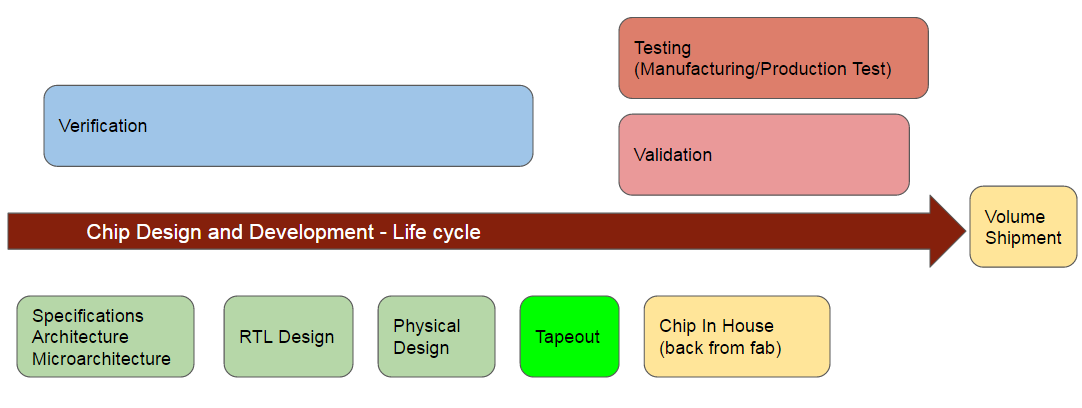 Testing
(Manufacturing/Production Test)
Verification
Validation
Chip Design and Development - Life cycle
Volume
Shipment
Specifications
Architecture
Microarchitecture
RTL Design
Physical
Design
Tapeout
Chip In House
(back from fab)